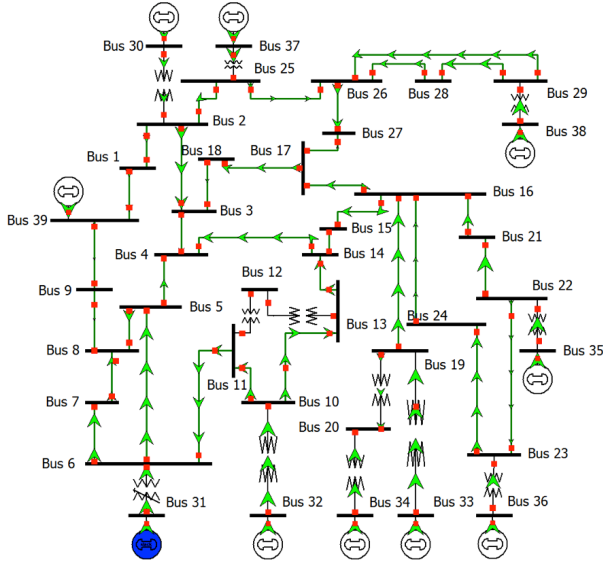 Bus 30
Bus 37
Bus 25
Bus 26
Bus 28
Bus 29
Bus 2
Bus 38
Bus 27
Bus 17
Bus 18
Bus 1
Bus 16
Bus 39
Bus 3
Bus 15
Bus 21
Bus 4
Bus 14
Bus 12
Bus 22
Bus 9
Bus 5
Bus 24
Bus 13
Bus 8
Bus 35
Bus 11
Bus 19
Bus 7
Bus 10
Bus 20
Bus 23
Bus 6
Bus 31
Bus 32
Bus 34
Bus 33
Bus 36